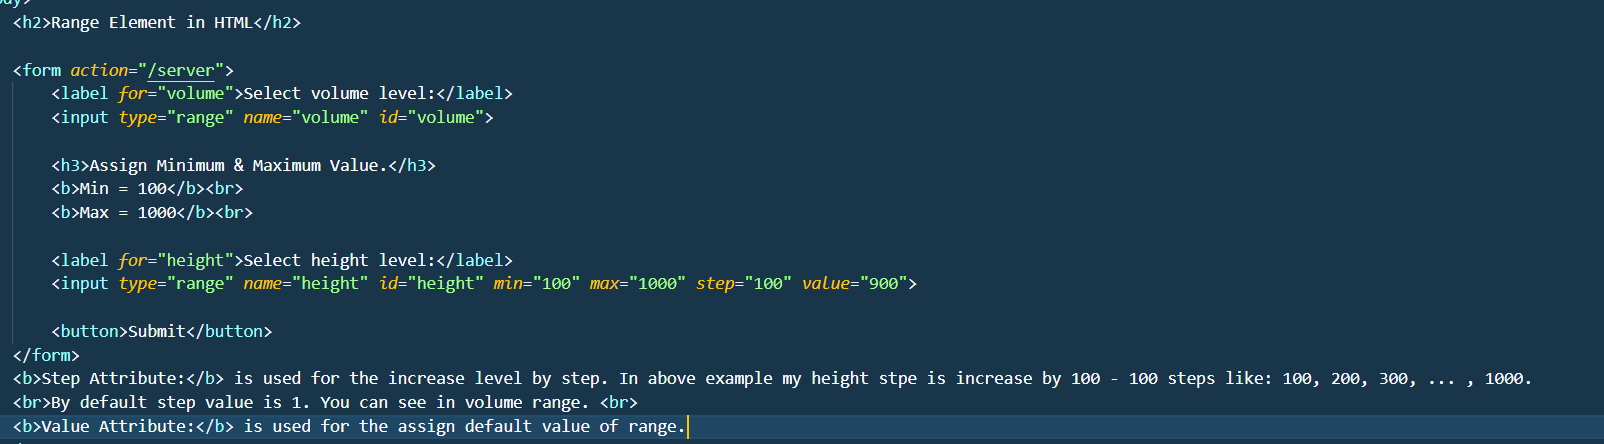 <h2>Range Element in HTML</h2>
<form action="/server">
<label for="volume">Select volume level:</label>
<input type="range" name="volume" id="volume">
<h3>Assign Minimum & Maximum Value.</h3>
<b>Min = 100</b><br>
<b>Max = 1000</b><br>
<label for="height">Select height level:</label>
<input type="range" name="height" id="height" min="100" max="1000" step="100" value="900">
<button>Submit</button>
</form>
<b>Step Attribute:</b> is used for the increase level by step. In above example my height stpe is increase by 100 - 100 steps like: 100, 200, 300, ... , 1000.
<br>By default step value is 1. You can see in volume range. <br>
<b>Value Attribute:</b> is used for the assign default value of range.